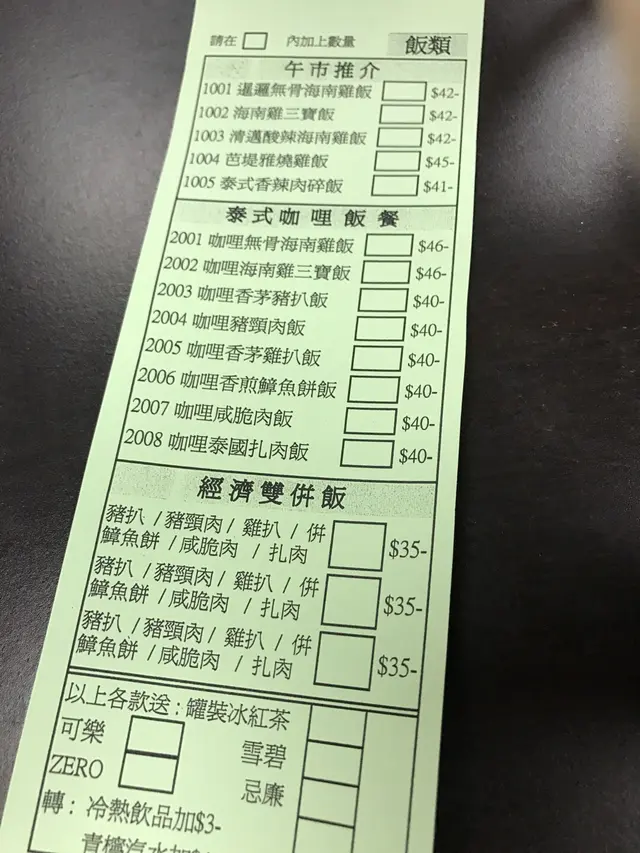 請在 □ 內加上數量 飯類
午市推介
1001 暹邏無骨海南雞飯 $42-
1002 海南雞三寶飯 $42-
1003 清邁酸辣海南雞飯 $42-
1004 芭堤雅燒雞飯 $45-
1005 泰式香辣肉碎飯 $41-
泰式咖哩飯餐
2001 咖哩無骨海南雞飯 $46-
2002 咖哩海南雞三寶飯 $46-
2003 咖哩香茅豬扒飯 $40-
2004 咖哩豬頸肉飯 $40-
2005 咖哩香茅雞扒飯 $40-
2006 咖哩香煎鱆魚餅飯 $40-
2007 咖哩咸脆肉飯 $40-
2008 咖哩泰國扎肉飯 $40-
經濟雙併飯
豬扒 / 豬頸肉 / 雞扒 / 併
鱆魚餅 / 咸脆肉 / 扎肉 $35-
豬扒 / 豬頸肉 / 雞扒 / 併
鱆魚餅 / 咸脆肉 / 扎肉 $35-
豬扒 / 豬頸肉 / 雞扒 / 併
鱆魚餅 / 咸脆肉 / 扎肉 $35-
以上各款送 : 罐裝冰紅茶
可樂 雪碧
ZERO 忌廉
轉 : 冷熱飲品加$3-
青檸汽水加